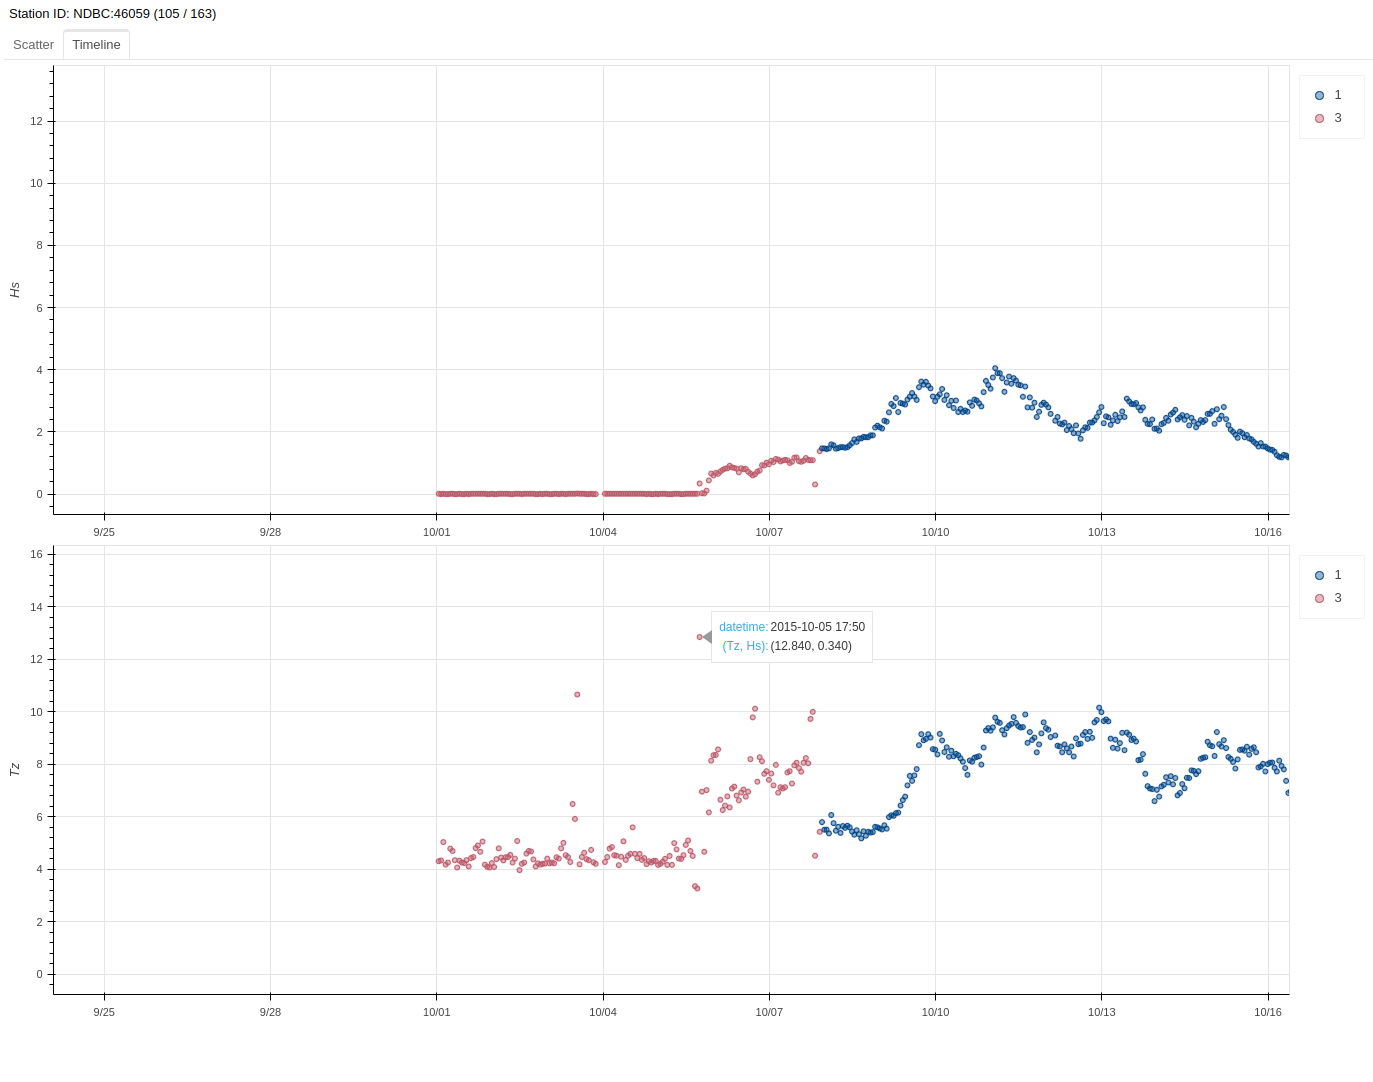 Station ID: NDBC:46059 (105 / 163)
Scatter Timeline
Hs
12
10
8
6
4
2
0
9/25 9/28 10/01 10/04 10/07 10/10 10/13 10/16
1
3
Tz
16
14
12
10
8
6
4
2
0
datetime: 2015-10-05 17:50
(Tz, Hs): (12.840, 0.340)
9/25 9/28 10/01 10/04 10/07 10/10 10/13 10/16
1
3